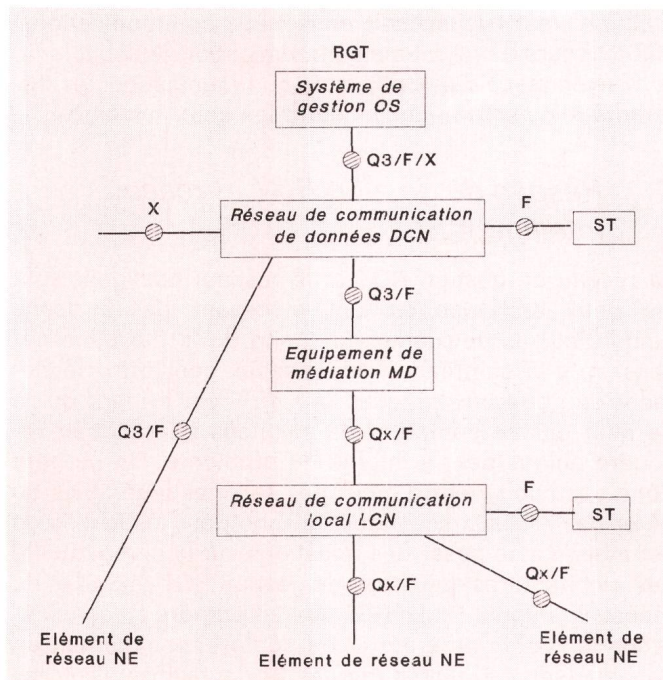 RGT
Système de
gestion OS
Q3/F/X
X
Réseau de communication
de données DCN
F
ST
Q3/F
Equipement de
médiation MD
Q3/F
Qx/F
Réseau de communication
local LCN
F
ST
Qx/F
Qx/F
Elément de
réseau NE
Elément de réseau NE
Elément de
réseau NE